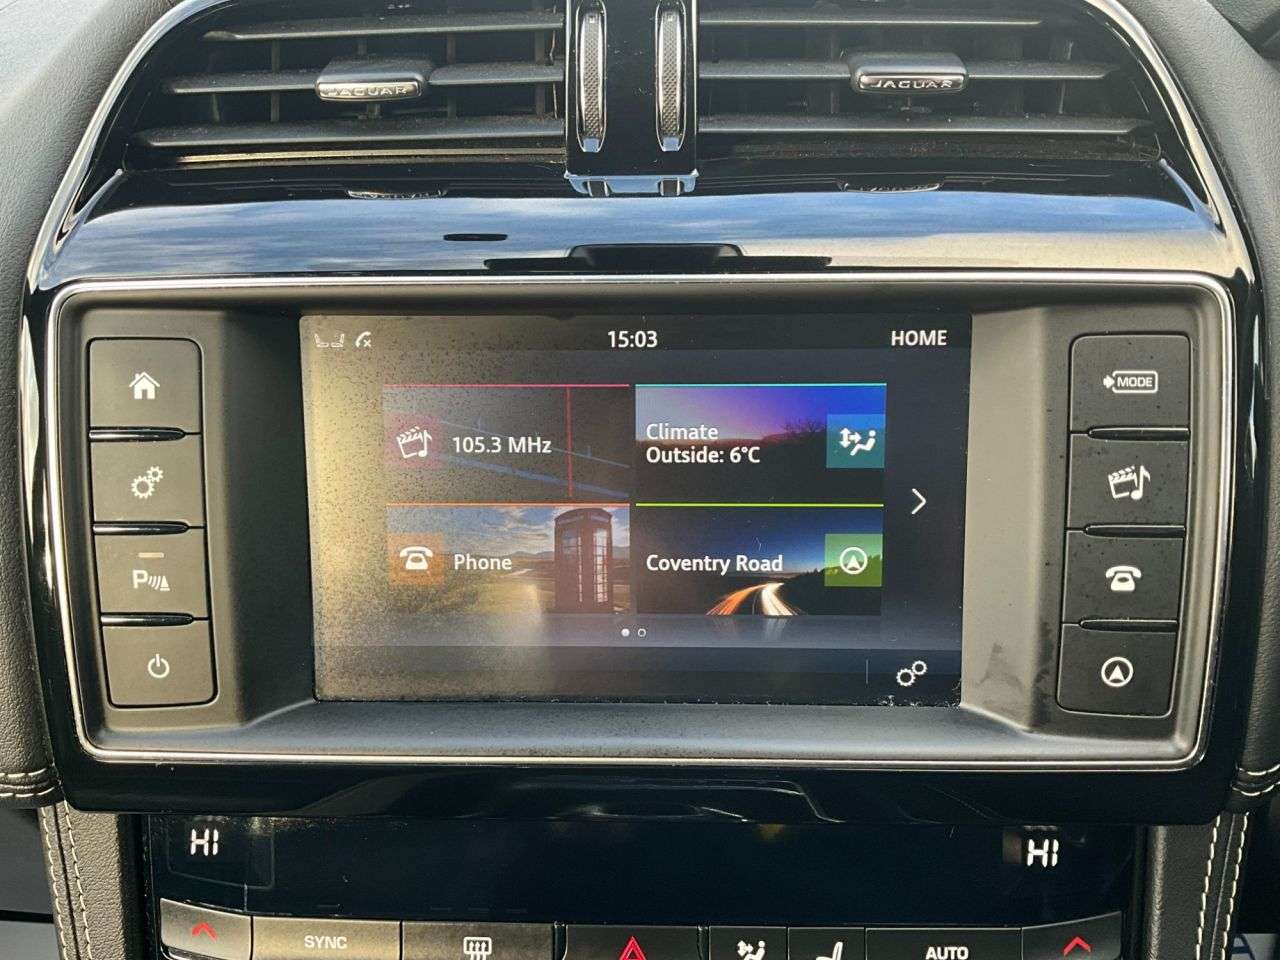 JAGUAR
JAGUAR
15:03
HOME
105.3 MHz
Climate
Outside: 6°C
Phone
Coventry Road
MODE
P
HI
HI
SYNC
AUTO